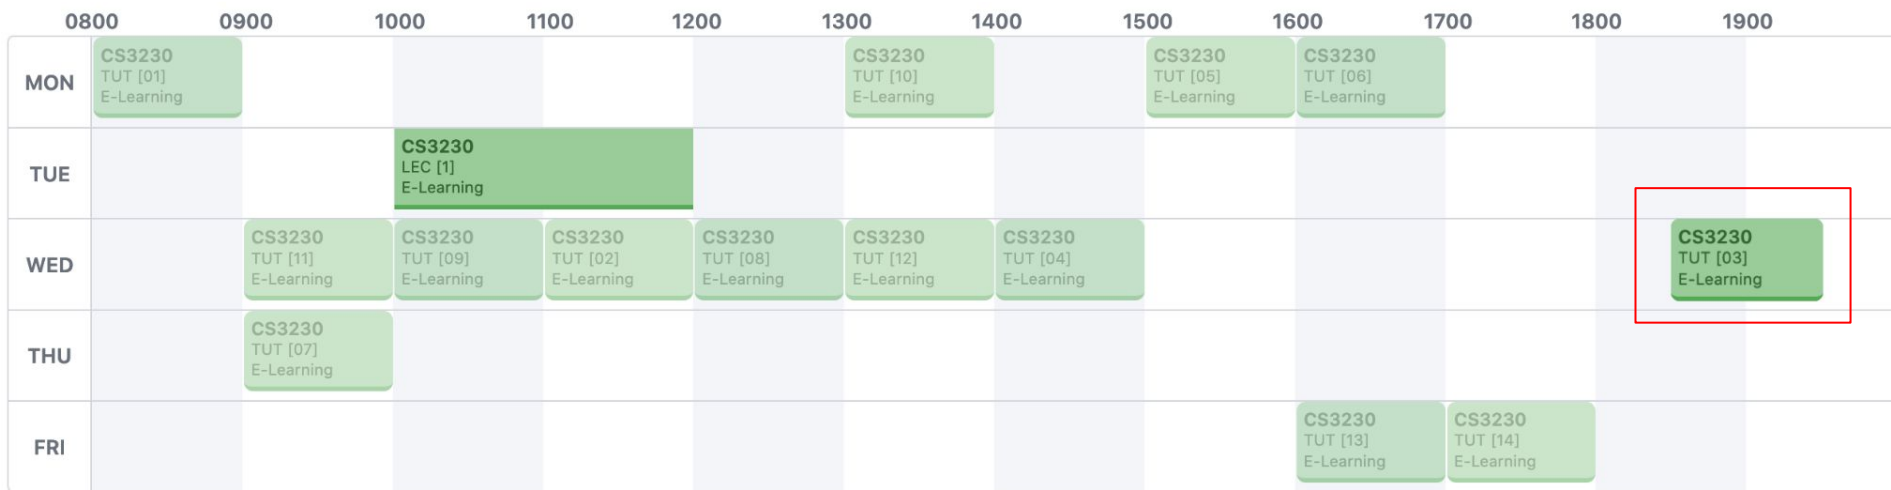 0800 0900 1000 1100 1200 1300 1400 1500 1600 1700 1800 1900
MON
CS3230
TUT [01]
E-Learning
CS3230
TUT [10]
E-Learning
CS3230
TUT [05]
E-Learning
CS3230
TUT [06]
E-Learning
TUE
CS3230
LEC [1]
E-Learning
WED
CS3230
TUT [11]
E-Learning
CS3230
TUT [09]
E-Learning
CS3230
TUT [02]
E-Learning
CS3230
TUT [08]
E-Learning
CS3230
TUT [12]
E-Learning
CS3230
TUT [04]
E-Learning
CS3230
TUT [03]
E-Learning
THU
CS3230
TUT [07]
E-Learning
FRI
CS3230
TUT [13]
E-Learning
CS3230
TUT [14]
E-Learning